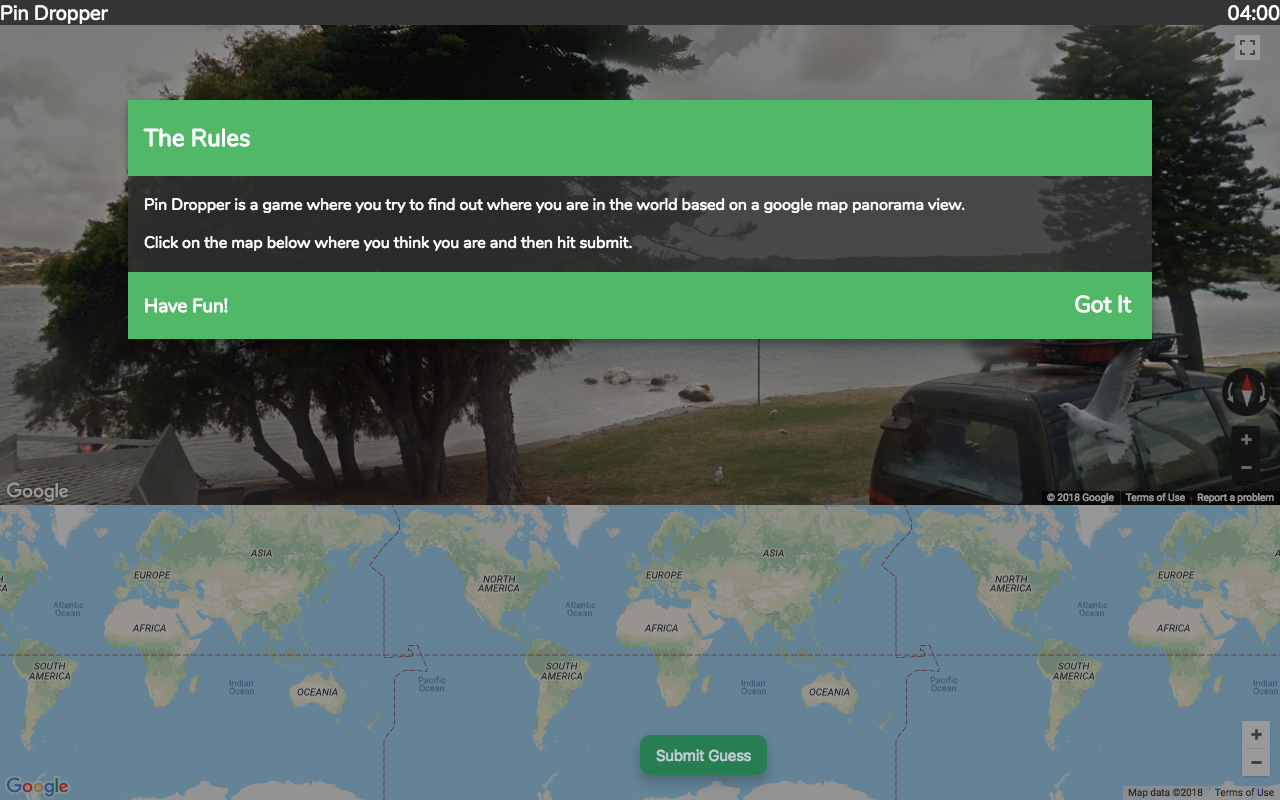 Pin Dropper
04:00
The Rules
Pin Dropper is a game where you try to find out where you are in the world based on a google map panorama view.
Click on the map below where you think you are and then hit submit.
Have Fun!
Got It
Google
© 2018 Google
Terms of Use
Report a problem
ASIA
ASIA
EUROPE
NORTH
AMERICA
EUROPE
NORTH
AMERICA
EUROPE
Atlantic
Ocean
Atlantic
Ocean
Atlantic
Ocean
AFRICA
AFRICA
AFRICA
SOUTH
AMERICA
SOUTH
AMERICA
SOUTH
AMERICA
Indian
Ocean
OCEANIA
Pacific
Ocean
Indian
Ocean
OCEANIA
Pacific
Ocean
Indian
Ocean
Submit Guess
Google
Map data ©2018
Terms of Use